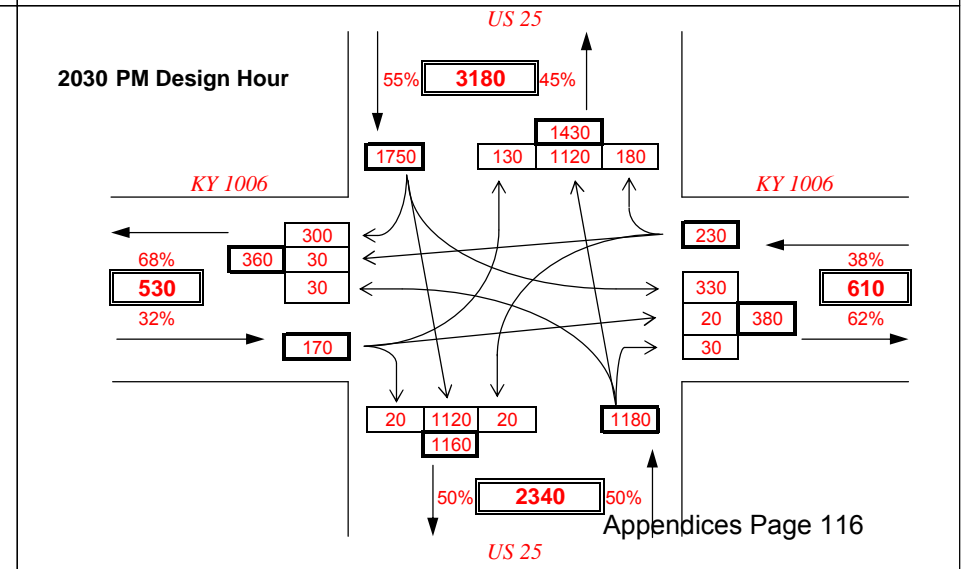 US 25
2030 PM Design Hour
55% 3180 45%
1430
1750 130 1120 180
KY 1006 KY 1006
300 230
68% 360 30 38%
530 30 330 610
32% 20 380 62%
170 30
20 1120 20 1180
1160
50% 2340 50%
Appendices Page 116
US 25